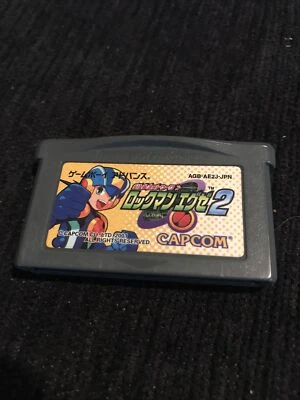 ゲームボーイアドバンス。
AGB-AE2J-JPN
ロックマンエグゼ2
TM
CAPCOM
ALL RIGHTS RESERVED.